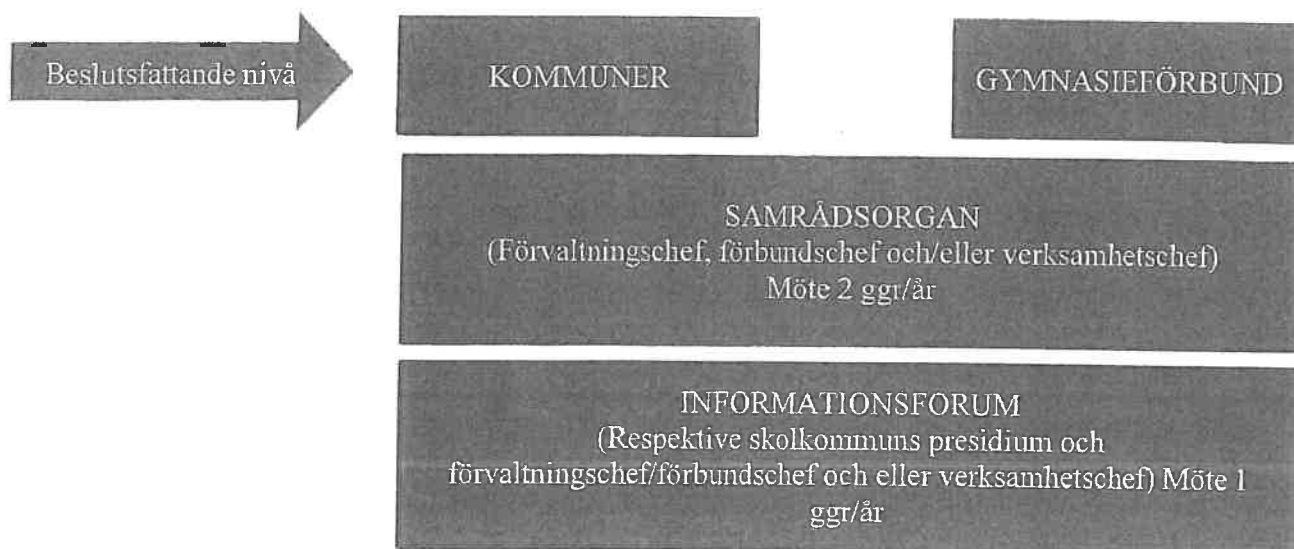 Beslutsfattande nivå
KOMMUNER
GYMNASIEFÖRBUND
SAMRÅDSORGAN
(Förvaltningschef, förbundschef och/eller verksamhetschef)
Möte 2 ggr/år
INFORMATIONSFORUM
(Respektive skolkommuns presidium och
förvaltningschef/förbundschef och eller verksamhetschef) Möte 1
ggr/år